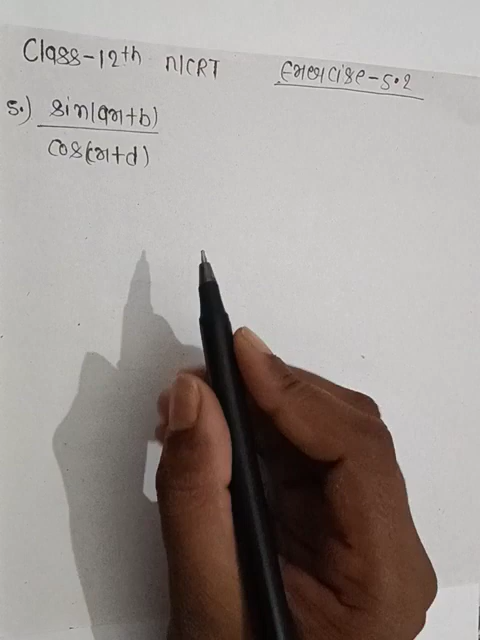 Class-12th NCRT Exercise-5.2
5.) sin(ax+b)
cos(cx+d)